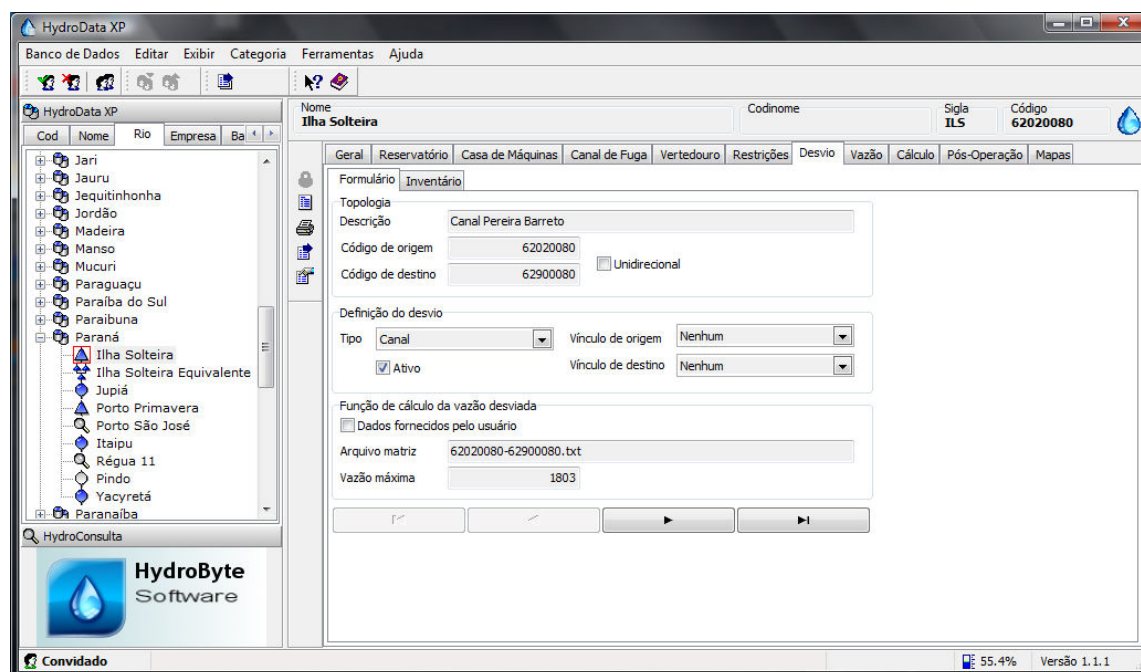 HydroData XP
Banco de Dados Editar Exibir Categoria Ferramentas Ajuda
HydroData XP
Cod Nome Rio Empresa Ba
Jari
Jauru
Jequitinhonha
Jordão
Madeira
Manso
Mucuri
Paraguaçu
Paraíba do Sul
Paraibuna
Paraná
Ilha Solteira
Ilha Solteira Equivalente
Jupiá
Porto Primavera
Porto São José
Itaipu
Régua 11
Pindo
Yacyretá
Paranaíba
HydroConsulta
HydroByte
Software
Nome Codinome Sigla Código
Ilha Solteira ILS 62020080
Geral Reservatório Casa de Máquinas Canal de Fuga Vertedouro Restrições Desvio Vazão Cálculo Pós-Operação Mapas
Formulário Inventário
Topologia
Descrição Canal Pereira Barreto
Código de origem 62020080
Unidirecional
Código de destino 62900080
Definição do desvio
Tipo Canal Vínculo de origem Nenhum
Ativo Vínculo de destino Nenhum
Função de cálculo da vazão desviada
Dados fornecidos pelo usuário
Arquivo matriz 62020080-62900080.txt
Vazão máxima 1803
Convidado 55.4% Versão 1.1.1